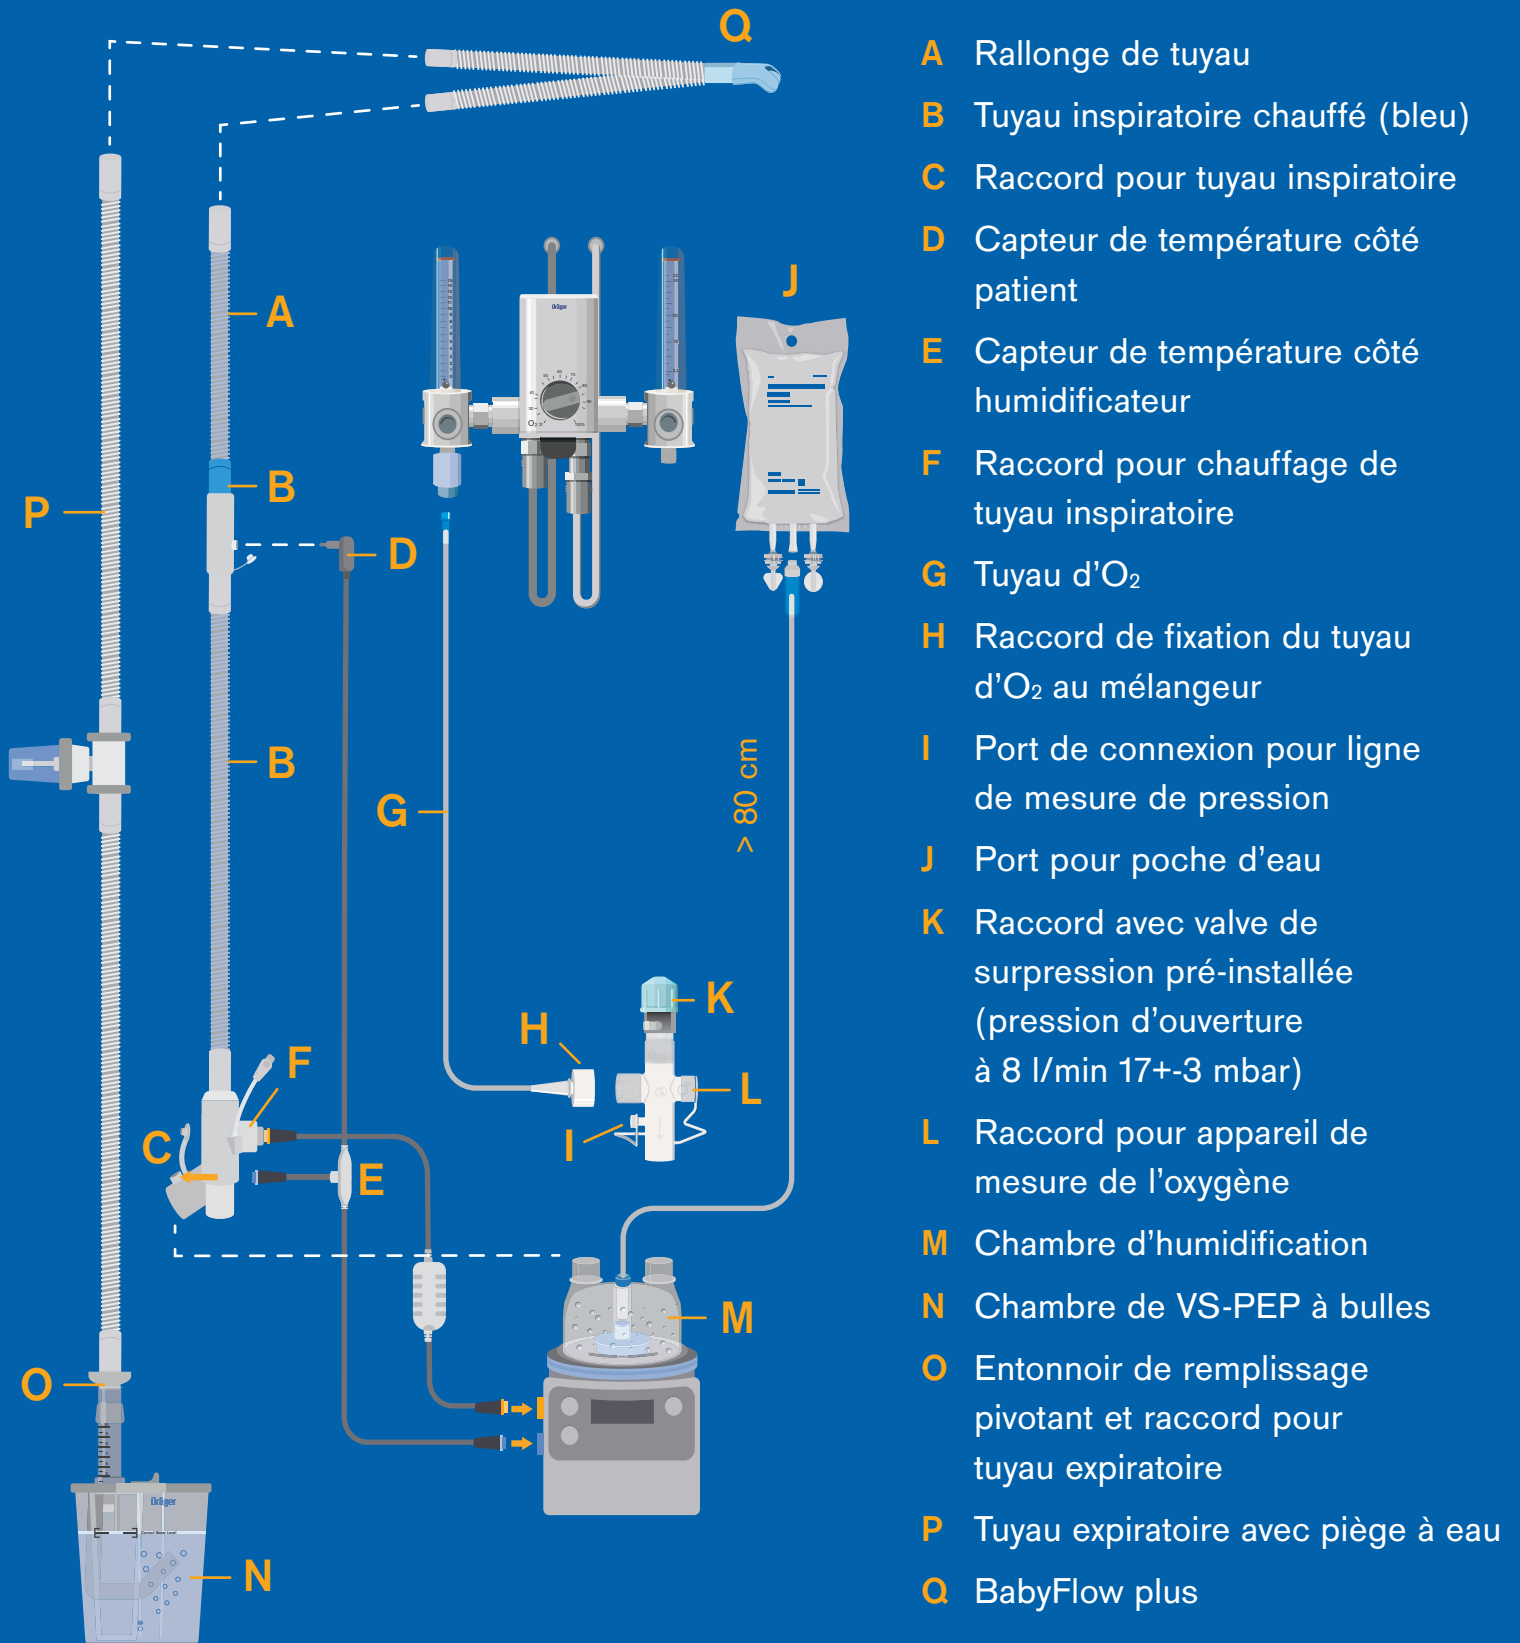 Q
A Rallonge de tuyau
B Tuyau inspiratoire chauffé (bleu)
C Raccord pour tuyau inspiratoire
D Capteur de température côté
patient
E Capteur de température côté
humidificateur
F Raccord pour chauffage de
tuyau inspiratoire
G Tuyau d’O₂
H Raccord de fixation du tuyau
d’O₂ au mélangeur
I Port de connexion pour ligne
de mesure de pression
J Port pour poche d’eau
K Raccord avec valve de
surpression pré-installée
(pression d’ouverture
à 8 l/min 17+-3 mbar)
L Raccord pour appareil de
mesure de l’oxygène
M Chambre d’humidification
N Chambre de VS-PEP à bulles
O Entonnoir de remplissage
pivotant et raccord pour
tuyau expiratoire
P Tuyau expiratoire avec piège à eau
Q BabyFlow plus
J
A
Dräger
O₂
100%
B
P
D
B
G
> 80 cm
K
H
F
L
C
I
E
M
O
Dräger
N